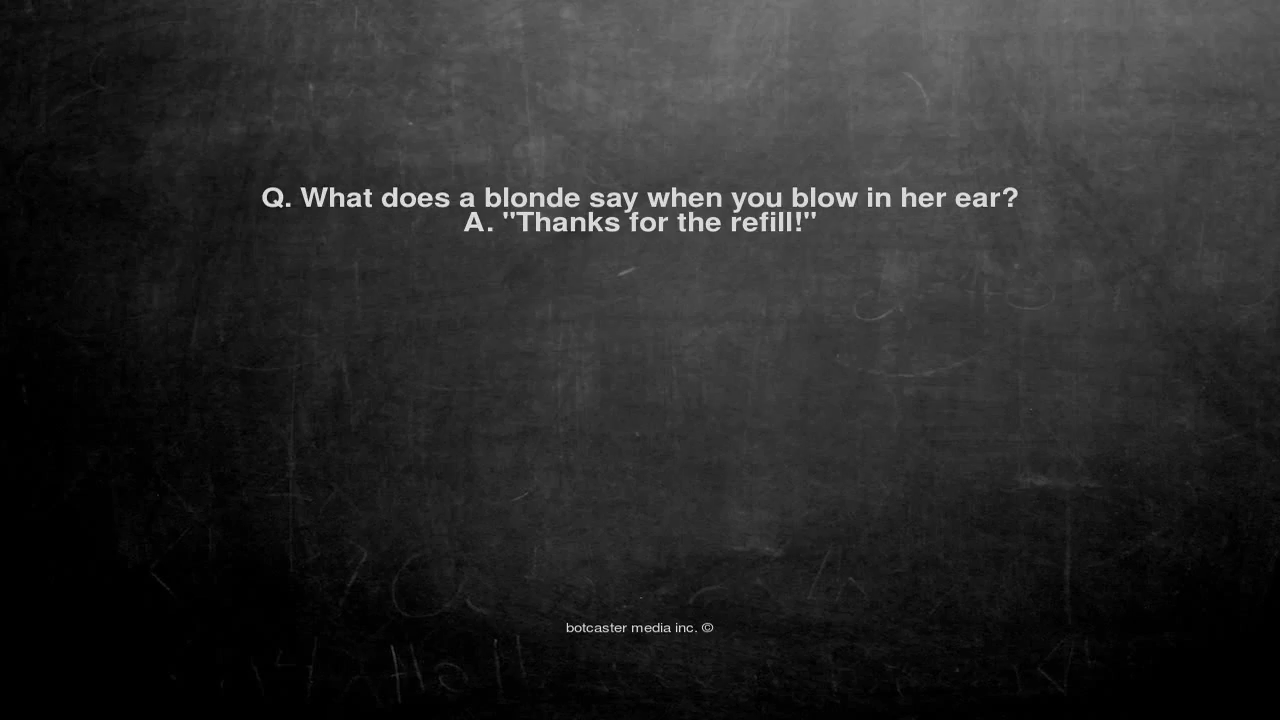 Q. What does a blonde say when you blow in her ear?
A. "Thanks for the refill!"
botcaster media inc. ©